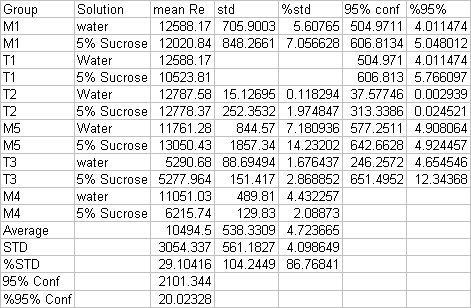 Group Solution mean Re std %std 95% conf %95%
M1 water 12588.17 705.9003 5.60765 504.9711 4.011474
M1 5% Sucrose 12020.84 848.2661 7.056628 606.8134 5.048012
T1 Water 12588.17 504.971 4.011474
T1 5% Sucrose 10523.81 606.813 5.766097
T2 Water 12787.58 15.12695 0.118294 37.57746 0.002939
T2 5% Sucrose 12778.37 252.3532 1.974847 313.3386 0.024521
M5 Water 11761.28 844.57 7.180936 577.2511 4.908064
M5 5% Sucrose 13050.43 1857.34 14.23202 642.6628 4.924457
T3 water 5290.68 88.69494 1.676437 246.2572 4.654546
T3 5% Sucrose 5277.964 151.417 2.868852 651.4952 12.34368
M4 water 11051.03 489.81 4.432257
M4 5% Sucrose 6215.74 129.83 2.08873
Average 10494.5 538.3309 4.723665
STD 3054.337 561.1827 4.098649
%STD 29.10416 104.2449 86.76841
95% Conf 2101.344
%95% Conf 20.02328